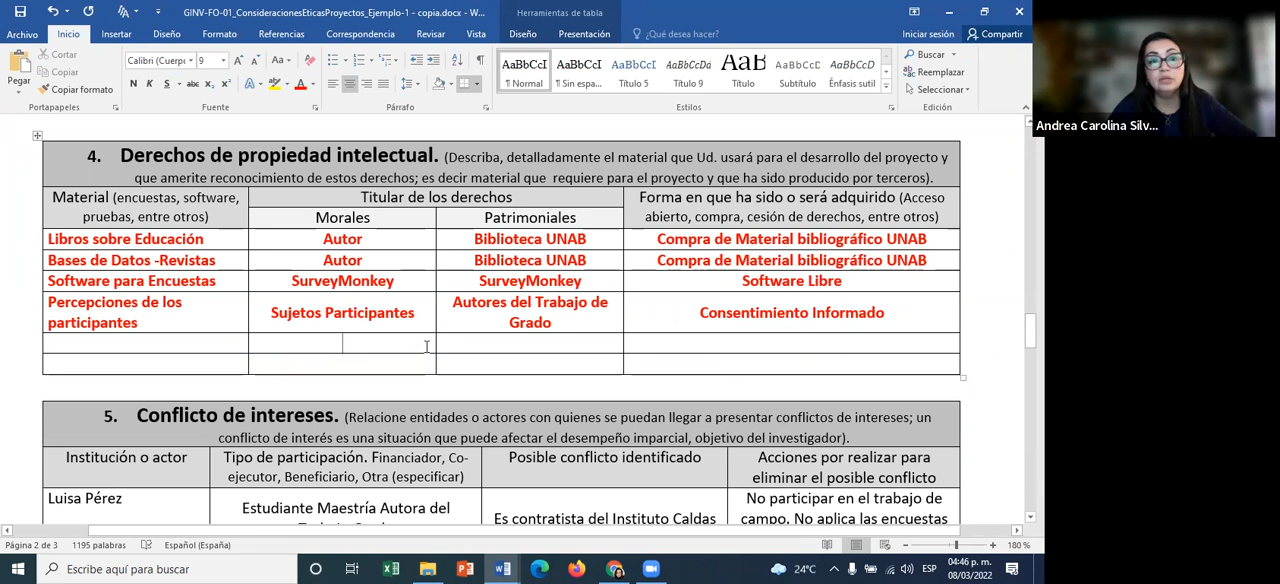 GINV-FO-01_ConsideracionesEticasProyectos_Ejemplo-1 - copia.docx - W...
Herramientas de tabla
Archivo Inicio Insertar Diseño Formato Referencias Correspondencia Revisar Vista Diseño Presentación ¿Qué desea hacer? Iniciar sesión Compartir
Pegar
Cortar
Copiar
Copiar formato
Portapapeles
Calibri (Cuerp 9
N K S abc x₂ x²
Fuente
Párrafo
AaBbCcI AaBbCcI AaBbCcI AaBbCcDa AaB AaBbCcD AaBbCcDa
¶ Normal ¶ Sin espa... Título 5 Título 9 Título Subtítulo Énfasis sutil
Estilos
Buscar
Reemplazar
Seleccionar
Edición
Andrea Carolina Silv...
4. Derechos de propiedad intelectual. (Describa, detalladamente el material que Ud. usará para el desarrollo del proyecto y
que amerite reconocimiento de estos derechos; es decir material que requiere para el proyecto y que ha sido producido por terceros).
Material (encuestas, software,
pruebas, entre otros)
Titular de los derechos
Morales Patrimoniales
Forma en que ha sido o será adquirido (Acceso
abierto, compra, cesión de derechos, entre otros)
Libros sobre Educación Autor Biblioteca UNAB Compra de Material bibliográfico UNAB
Bases de Datos -Revistas Autor Biblioteca UNAB Compra de Material bibliográfico UNAB
Software para Encuestas SurveyMonkey SurveyMonkey Software Libre
Percepciones de los
participantes
Sujetos Participantes
Autores del Trabajo de
Grado
Consentimiento Informado
5. Conflicto de intereses. (Relacione entidades o actores con quienes se puedan llegar a presentar conflictos de intereses; un
conflicto de interés es una situación que puede afectar el desempeño imparcial, objetivo del investigador).
Institución o actor
Tipo de participación. Financiador, Co-
ejecutor, Beneficiario, Otra (especificar)
Posible conflicto identificado
Acciones por realizar para
eliminar el posible conflicto
Luisa Pérez
Estudiante Maestría Autora del
Es contratista del Instituto Caldas
No participar en el trabajo de
campo. No aplica las encuestas
Página 2 de 3 1195 palabras Español (España) 180 %
Escribe aquí para buscar
24°C
ESP
04:46 p. m.
08/03/2022